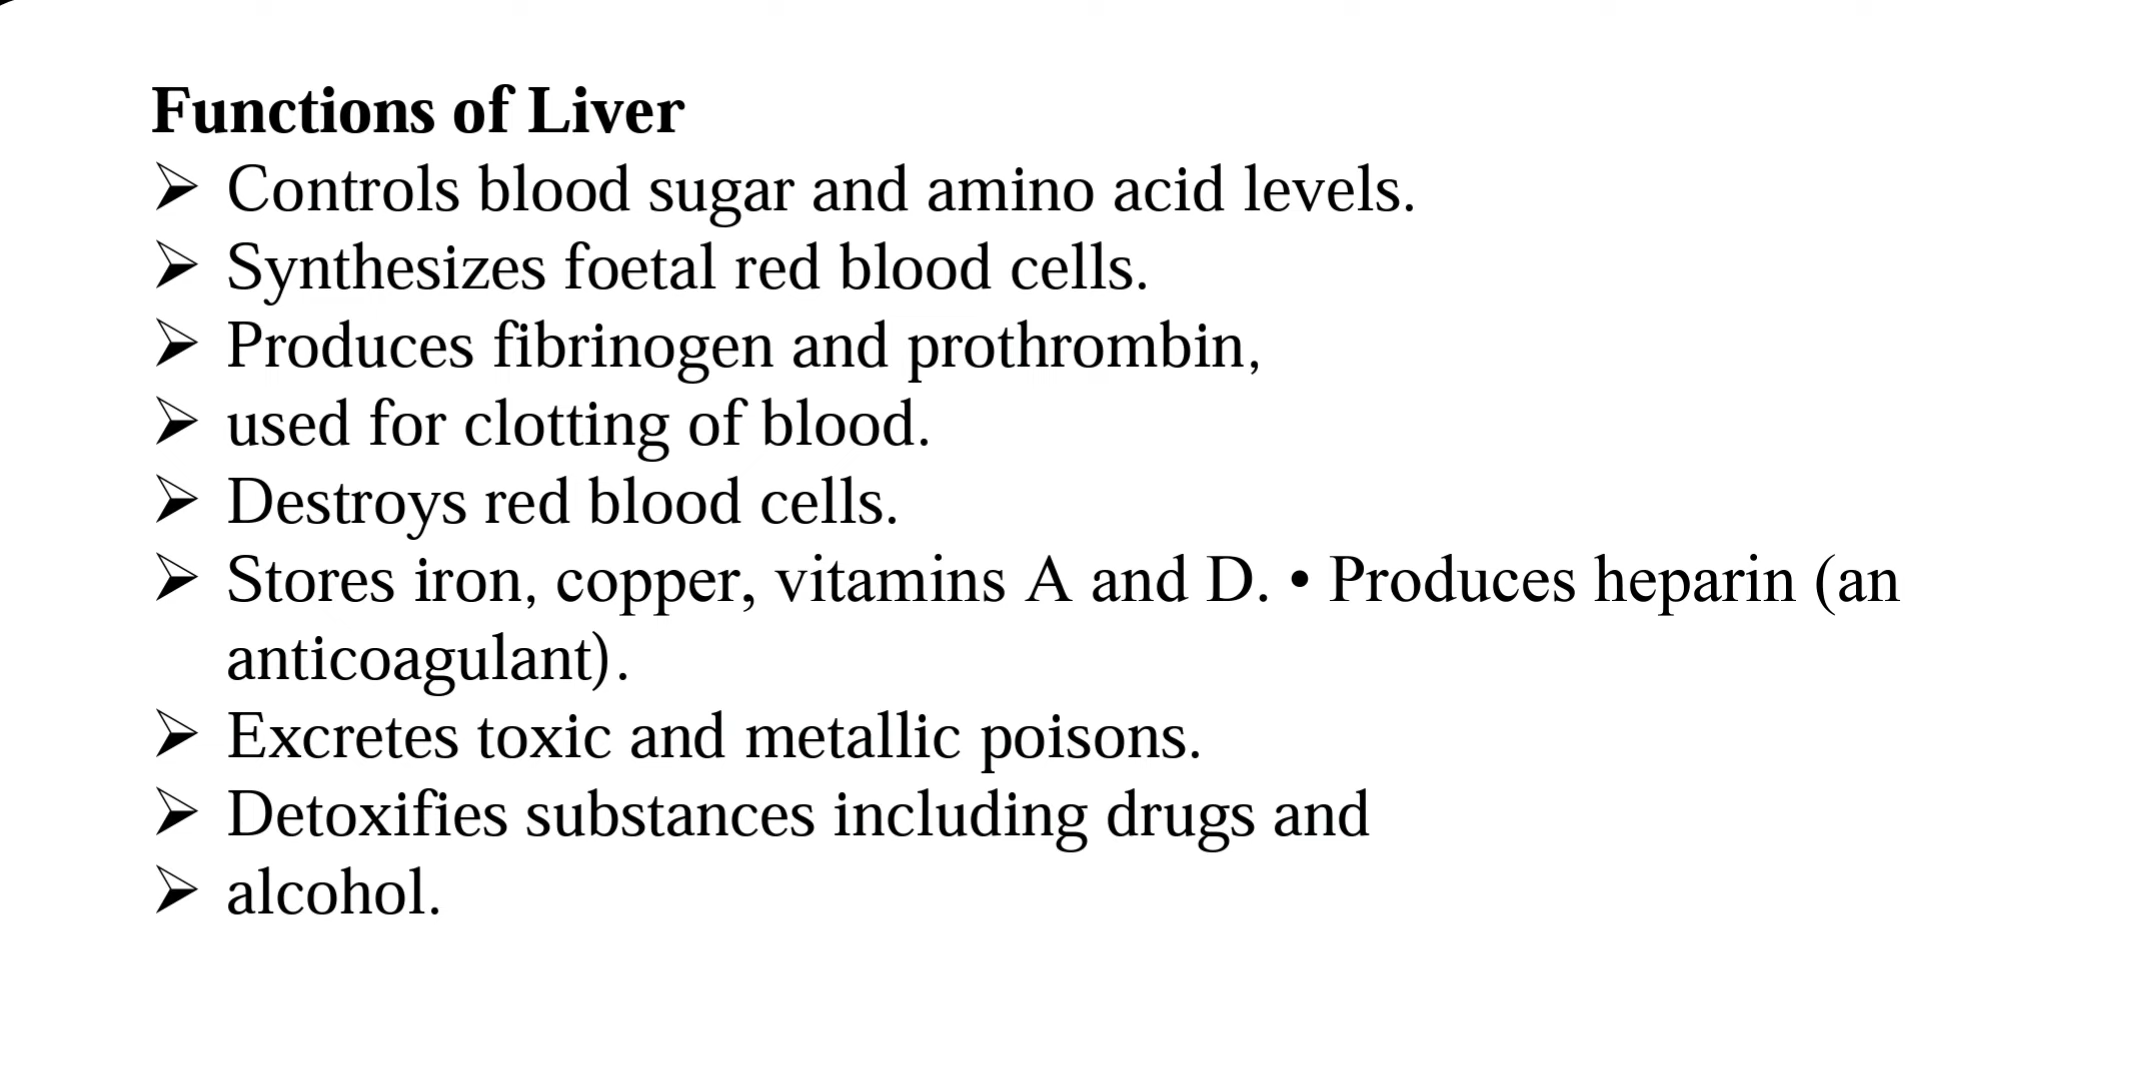 Functions of Liver
➢ Controls blood sugar and amino acid levels.
➢ Synthesizes foetal red blood cells.
➢ Produces fibrinogen and prothrombin,
➢ used for clotting of blood.
➢ Destroys red blood cells.
➢ Stores iron, copper, vitamins A and D. • Produces heparin (an
anticoagulant).
➢ Excretes toxic and metallic poisons.
➢ Detoxifies substances including drugs and
➢ alcohol.